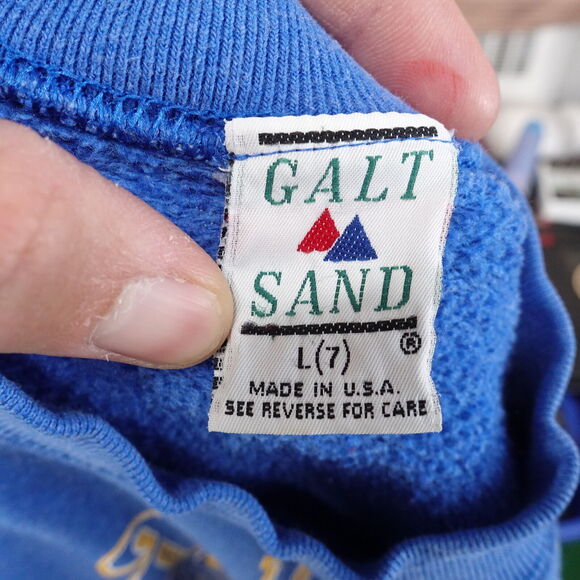 GALT
SAND
®
L(7)
MADE IN U.S.A.
SEE REVERSE FOR CARE